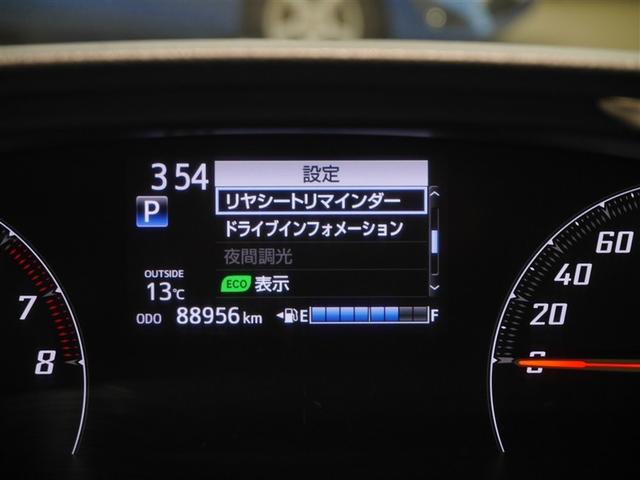 3:54
設定
リヤシートリマインダー
P
ドライブインフォメーション
夜間調光
OUTSIDE
ECO 表示
13℃
ODO 88956 km
E F
7
8
60
40
20
0